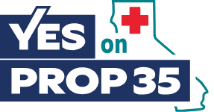 YES on
PROP 35